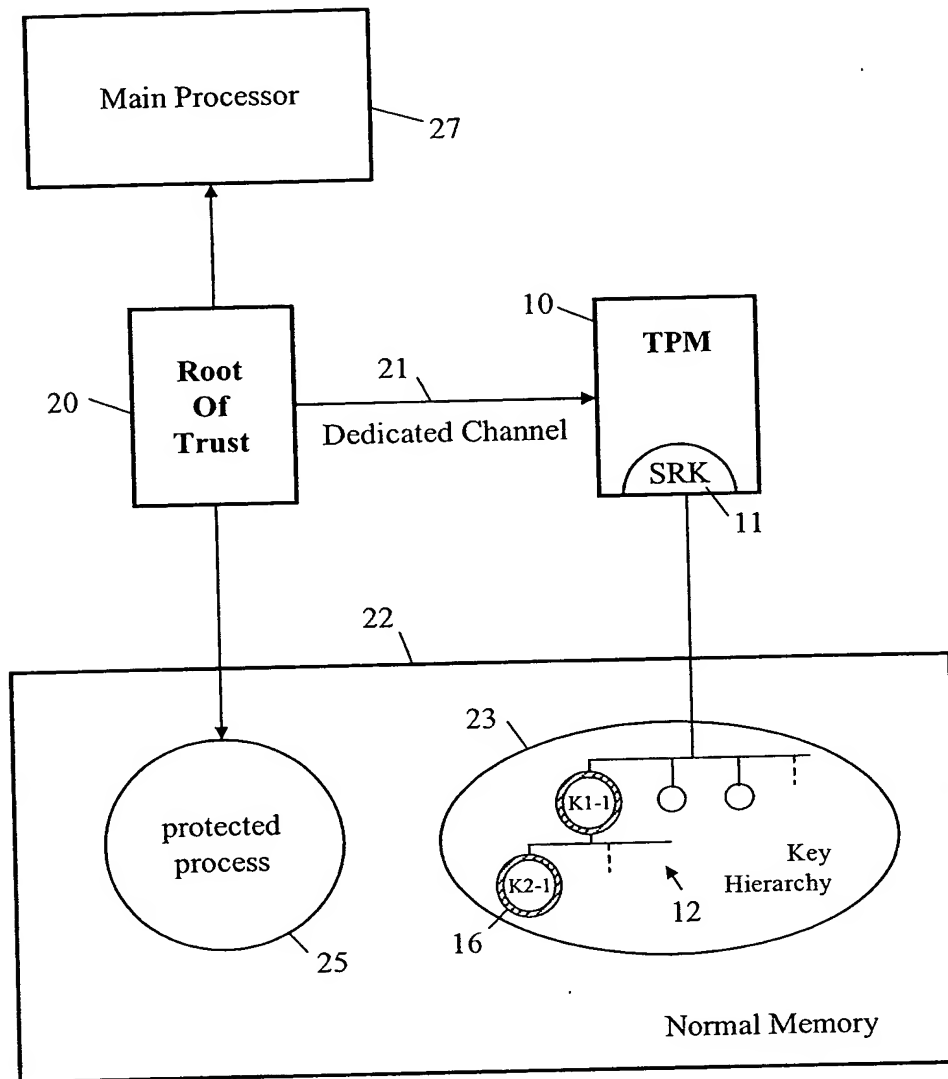 Main Processor
27
10
TPM
Root
Of
Trust
20
21
Dedicated Channel
SRK
11
22
23
K1-1
protected
process
Key
Hierarchy
K2-1
12
16
25
Normal Memory